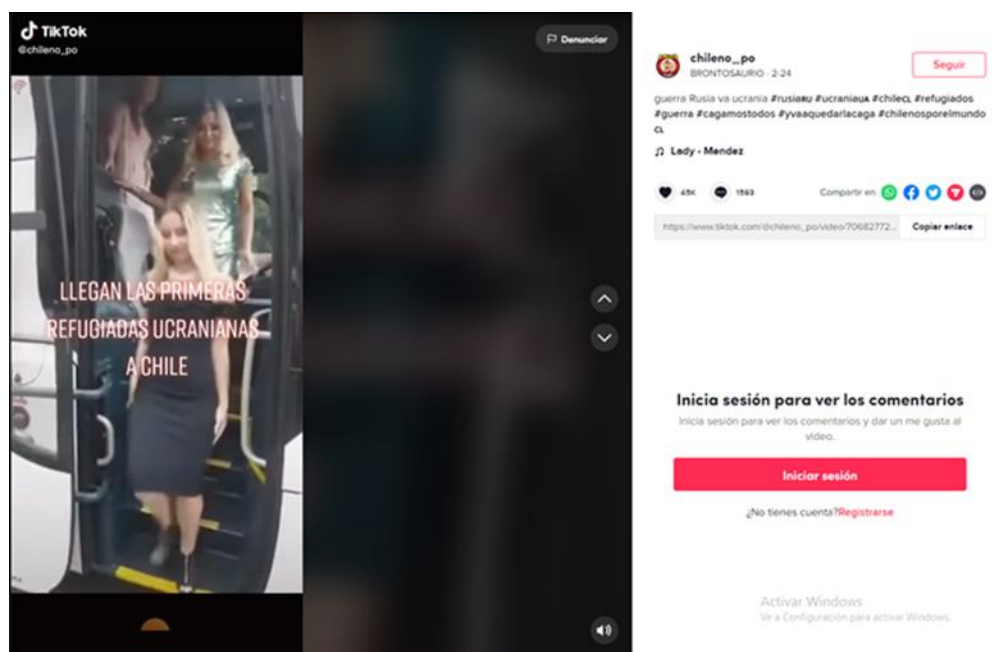 TikTok
@chileno_po
Denunciar
LLEGAN LAS PRIMERAS
REFUGIADAS UCRANIANAS
A CHILE
chileno_po
BRONTOSAURIO · 2-24
Seguir
guerra Rusia va ucrania #rusiaRU #ucraniaUA #chileCL #refugiados
#guerra #cagamostodos #yvaaquedarlacaga #chilenosporelmundo
CL
Lady - Mendez
45K
1593
Compartir en
https://www.tiktok.com/@chileno_po/video/70682772...
Copiar enlace
Inicia sesión para ver los comentarios
Inicia sesión para ver los comentarios y dar un me gusta al
video.
Iniciar sesión
¿No tienes cuenta?Registrarse
Activar Windows
Ve a Configuración para activar Windows.